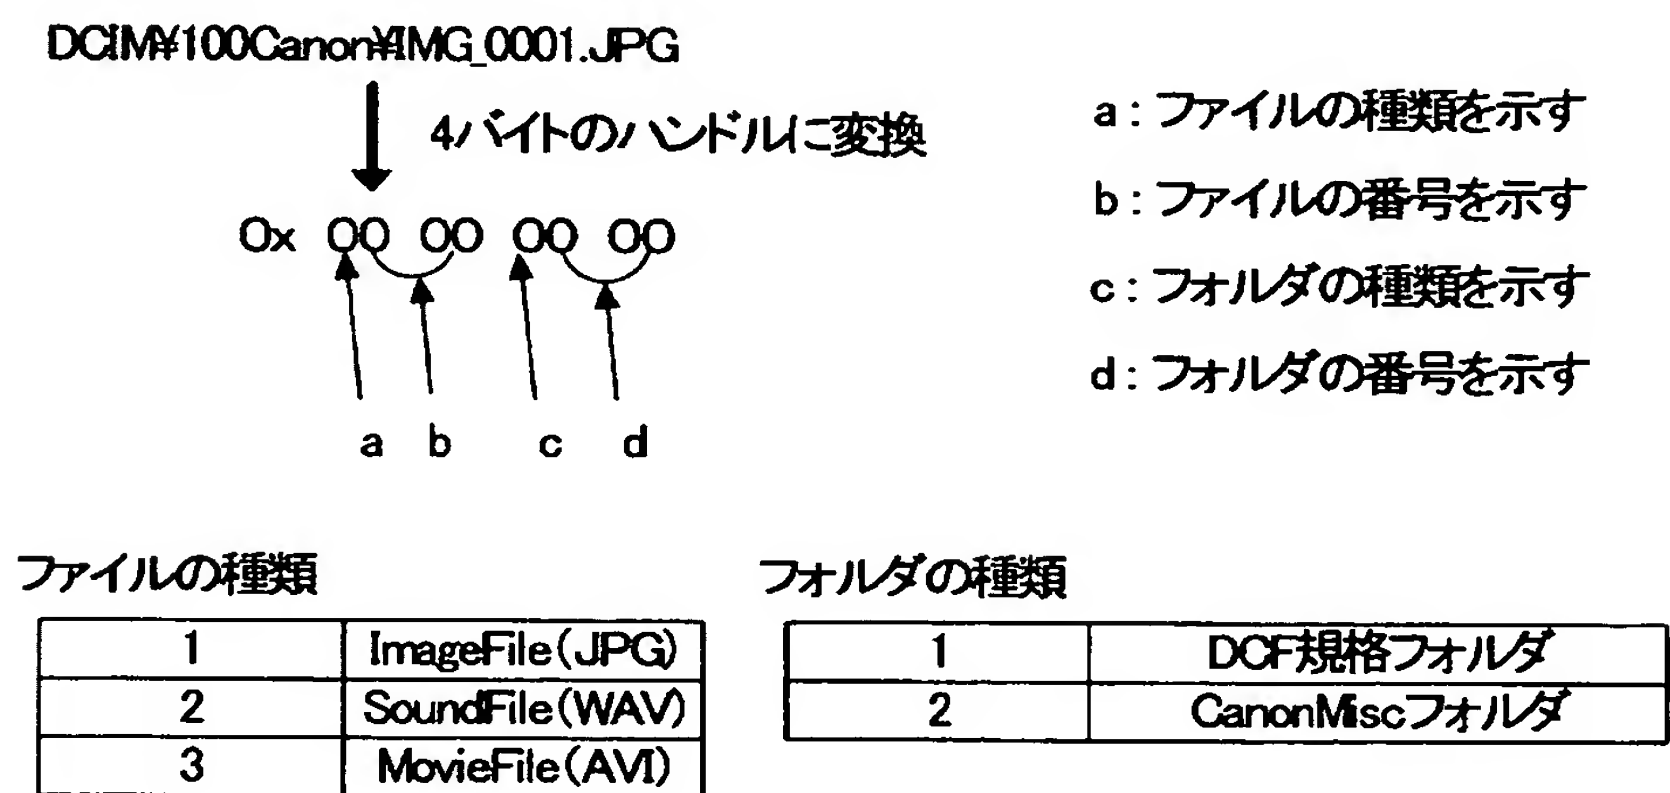 DCIM¥100Canon¥IMG_0001.JPG
4バイトのハンドルに変換
0x 00 00 00 00
a b c d
a : ファイルの種類を示す
b : ファイルの番号を示す
c : フォルダの種類を示す
d : フォルダの番号を示す
ファイルの種類
1 ImageFile(JPG)
2 SoundFile(WAV)
3 MovieFile(AVI)
フォルダの種類
1 DCF規格フォルダ
2 CanonMiscフォルダ